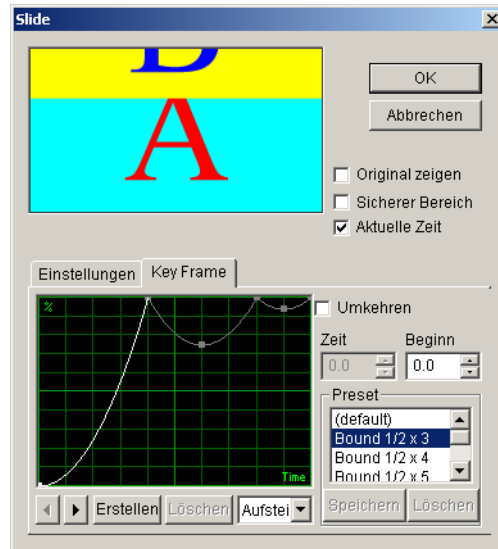 Slide
B
A
OK
Abbrechen
Original zeigen
Sicherer Bereich
Aktuelle Zeit
Einstellungen
Key Frame
%
Time
Umkehren
Zeit
Beginn
0.0
0.0
Preset
(default)
Bound 1/2 x 3
Bound 1/2 x 4
Bound 1/2 x 5
Erstellen
Löschen
Aufstei
Speichern
Löschen